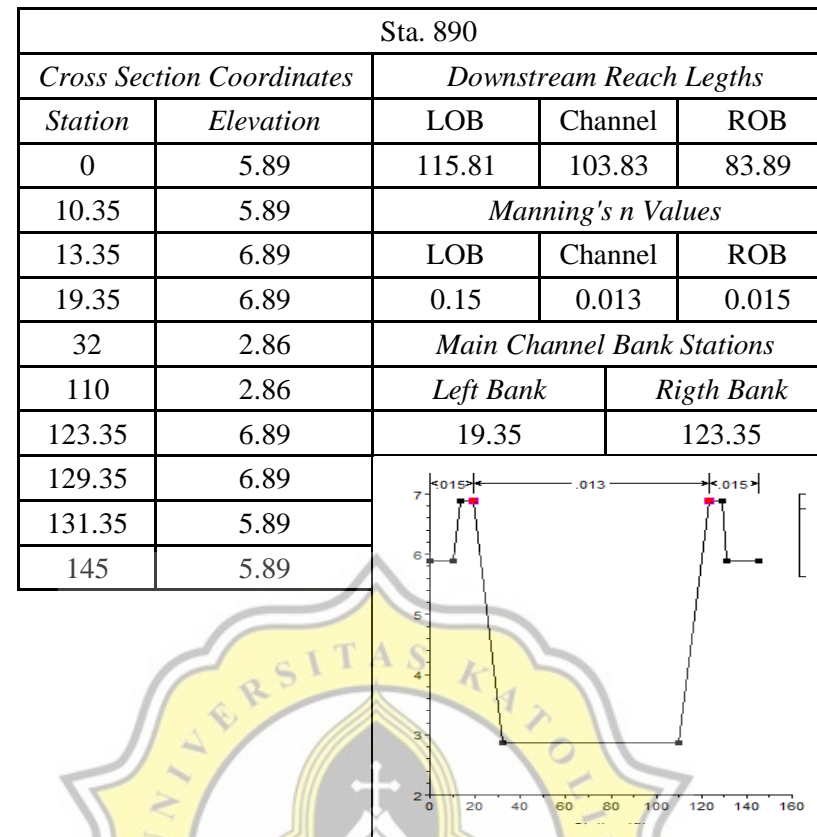 Sta. 890
Cross Section Coordinates Downstream Reach Legths
Station Elevation LOB Channel ROB
0 5.89 115.81 103.83 83.89
10.35 5.89 Manning's n Values
13.35 6.89 LOB Channel ROB
19.35 6.89 0.15 0.013 0.015
32 2.86 Main Channel Bank Stations
110 2.86 Left Bank Rigth Bank
123.35 6.89 19.35 123.35
129.35 6.89
131.35 5.89
145 5.89
.015 .013 .015
7
6
5
4
3
2
0 20 40 60 80 100 120 140 160
UNIVERSITAS KATO